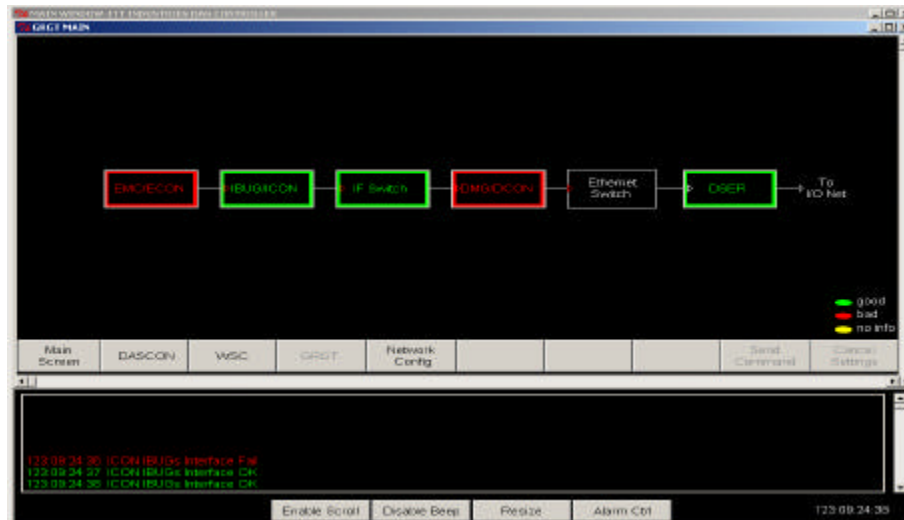 MAIN WINDOW
GRGT MAIN
EMC/ECON
IBUG/ICON
IF Switch
DMG/DCON
Ethernet
Switch
DSER
To
I/O Net
good
bad
no info
Main
Screen
DASCON
WSC
GRGT
Network
Config
Send
Command
Cancel
Settings
123:09:24:36 ICON IBUGs Interface Fail
123:09:24:37 ICON IBUGs Interface OK
123:09:24:38 ICON IBUGs Interface OK
Enable Scroll
Disable Beep
Resize
Alarm Ctrl
123:09:24:38